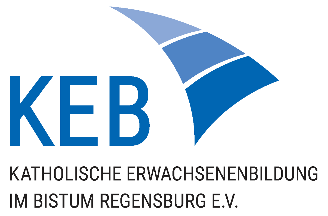 KEB
KATHOLISCHE ERWACHSENENBILDUNG
IM BISTUM REGENSBURG E.V.